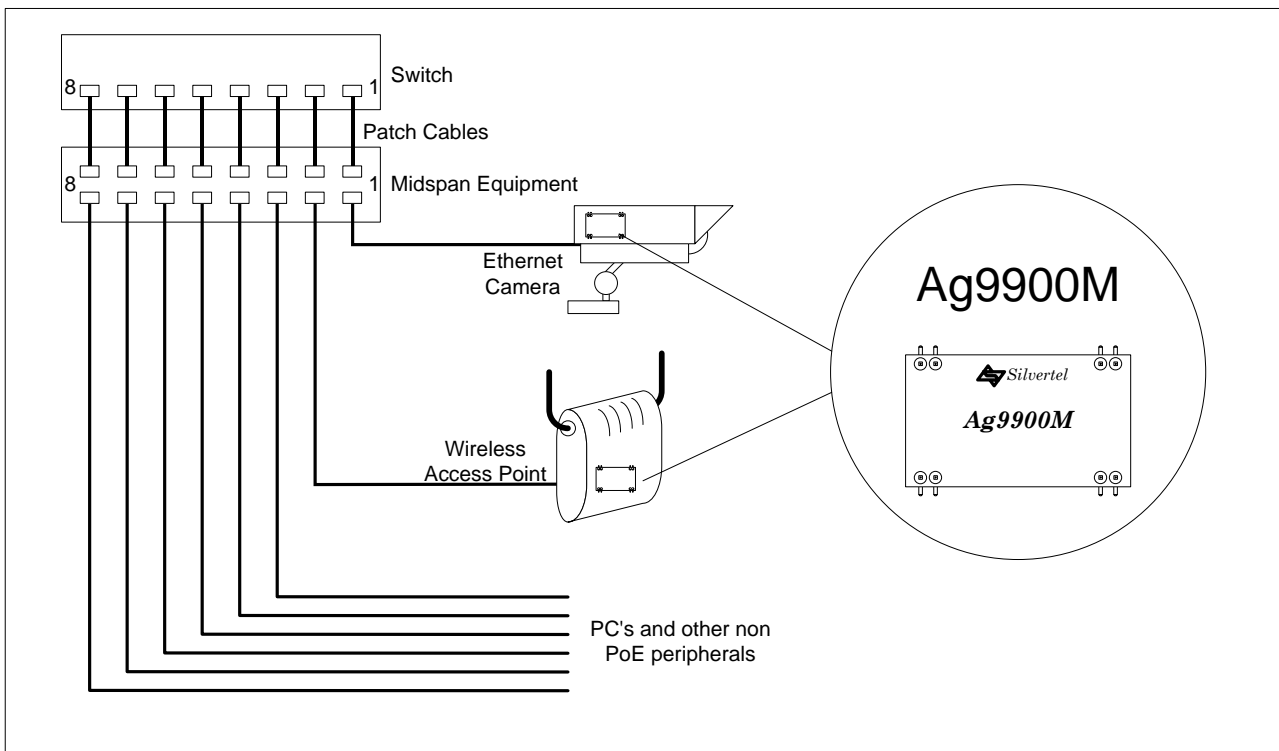 8
1
Switch
Patch Cables
8
1
Midspan Equipment
Ethernet
Camera
Ag9900M
Silvertel
Ag9900M
Wireless
Access Point
PC's and other non
PoE peripherals